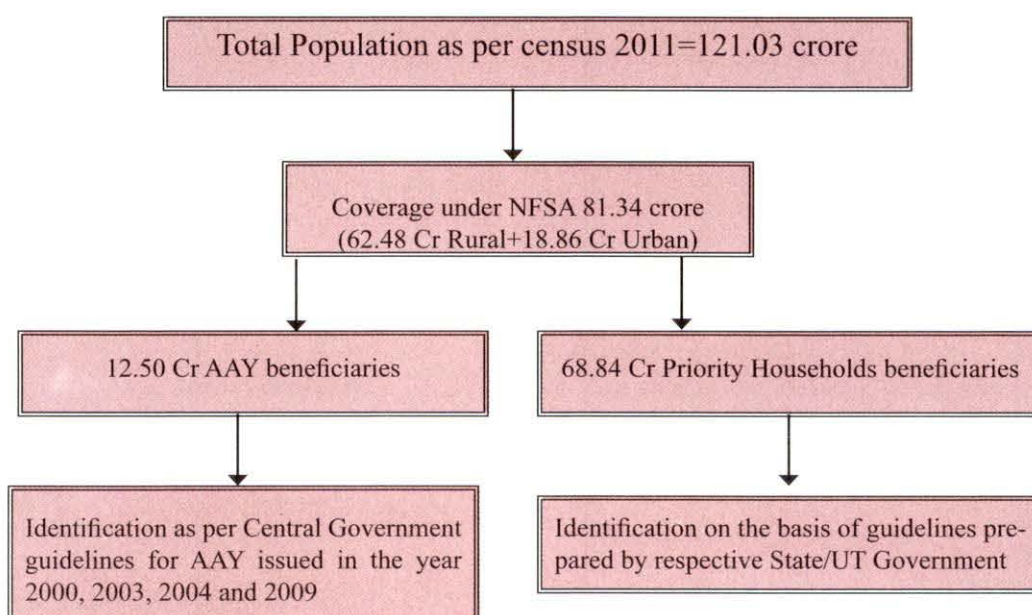 Total Population as per census 2011=121.03 crore
Coverage under NFSA 81.34 crore
(62.48 Cr Rural+18.86 Cr Urban)
12.50 Cr AAY beneficiaries
68.84 Cr Priority Households beneficiaries
Identification as per Central Government
guidelines for AAY issued in the year
2000, 2003, 2004 and 2009
Identification on the basis of guidelines pre-
pared by respective State/UT Government